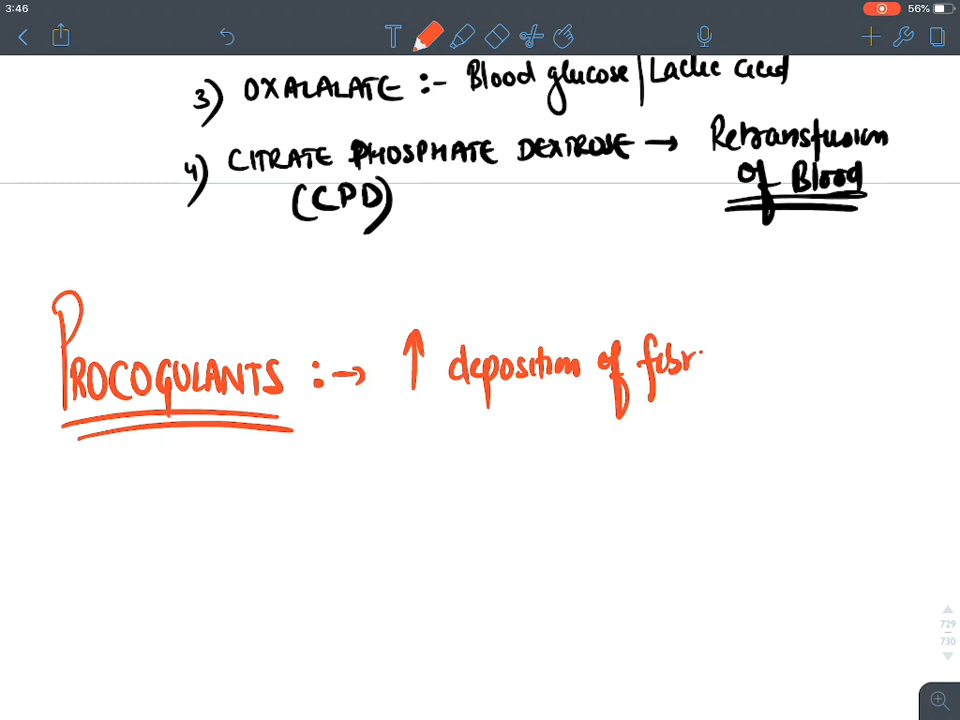 3:46
56%
T
3) OXALALATE :- Blood glucose | Lactic acid
4) CITRATE PHOSPHATE DEXTROSE → Retransfusion
(CPD) of Blood
PROCOGULANTS :→ ↑ deposition of fibr
729
730